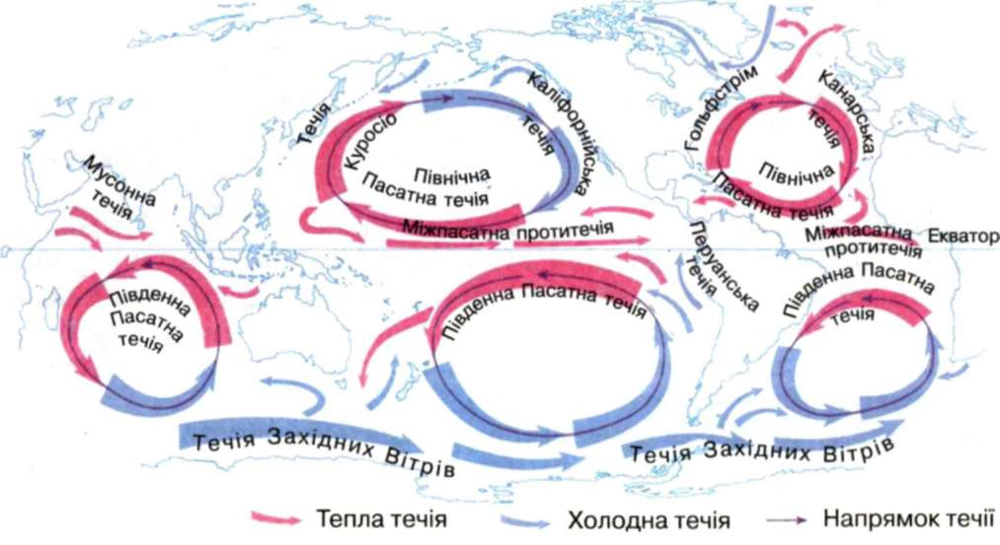 Течія
Куросіо
Каліфорнійська
течія
Північна
Пасатна течія
Гольфстрім
Канарська
течія
Північна
Пасатна течія
Мусонна
течія
Міжпасатна протитечія
Міжпасатна
протитечія
Екватор
Перуанська
течія
Південна
Пасатна
течія
Південна Пасатна течія
Південна Пасатна
течія
Течія Західних Вітрів
Течія Західних Вітрів
Тепла течія
Холодна течія
Напрямок течії